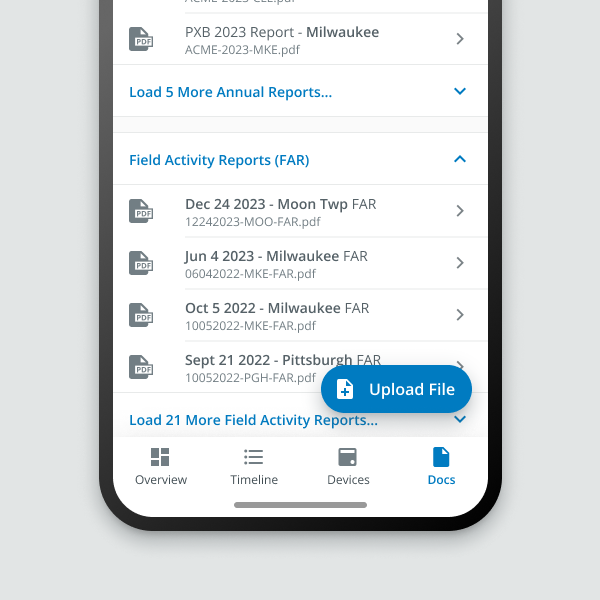 ACME-2023-CLE.pdf
PXB 2023 Report - Milwaukee
ACME-2023-MKE.pdf
Load 5 More Annual Reports...
Field Activity Reports (FAR)
PDF
Dec 24 2023 - Moon Twp FAR
12242023-MOO-FAR.pdf
PDF
Jun 4 2023 - Milwaukee FAR
06042022-MKE-FAR.pdf
PDF
Oct 5 2022 - Milwaukee FAR
10052022-MKE-FAR.pdf
PDF
Sept 21 2022 - Pittsburgh FAR
10052022-PGH-FAR.pdf
PDF
Upload File
Load 21 More Field Activity Reports...
Overview
Timeline
Devices
Docs